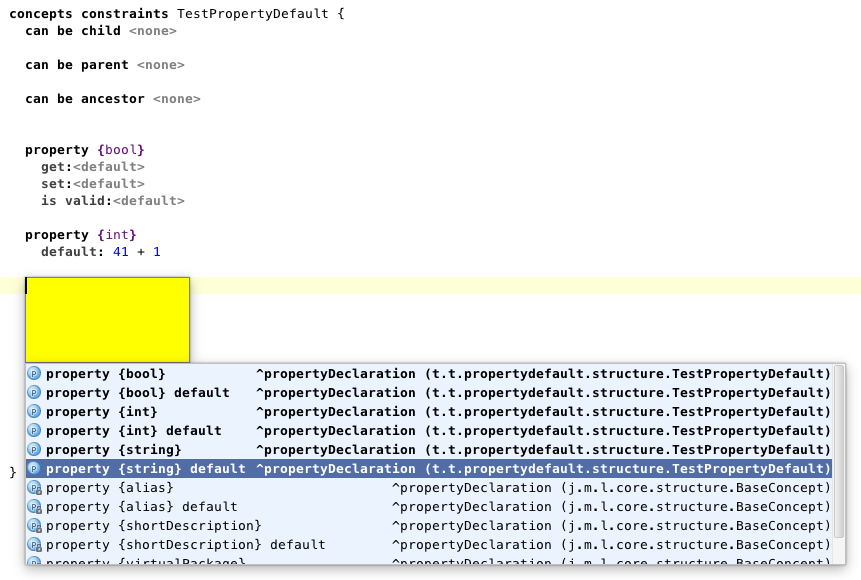 concepts constraints TestPropertyDefault {
can be child <none>
can be parent <none>
can be ancestor <none>
property {bool}
get:<default>
set:<default>
is valid:<default>
property {int}
default: 41 + 1
property {bool} ^propertyDeclaration (t.t.propertydefault.structure.TestPropertyDefault)
property {bool} default ^propertyDeclaration (t.t.propertydefault.structure.TestPropertyDefault)
property {int} ^propertyDeclaration (t.t.propertydefault.structure.TestPropertyDefault)
property {int} default ^propertyDeclaration (t.t.propertydefault.structure.TestPropertyDefault)
property {string} ^propertyDeclaration (t.t.propertydefault.structure.TestPropertyDefault)
} property {string} default ^propertyDeclaration (t.t.propertydefault.structure.TestPropertyDefault)
property {alias} ^propertyDeclaration (j.m.l.core.structure.BaseConcept)
property {alias} default ^propertyDeclaration (j.m.l.core.structure.BaseConcept)
property {shortDescription} ^propertyDeclaration (j.m.l.core.structure.BaseConcept)
property {shortDescription} default ^propertyDeclaration (j.m.l.core.structure.BaseConcept)
property {virtualPackage} ^propertyDeclaration (j.m.l.core.structure.BaseConcept)